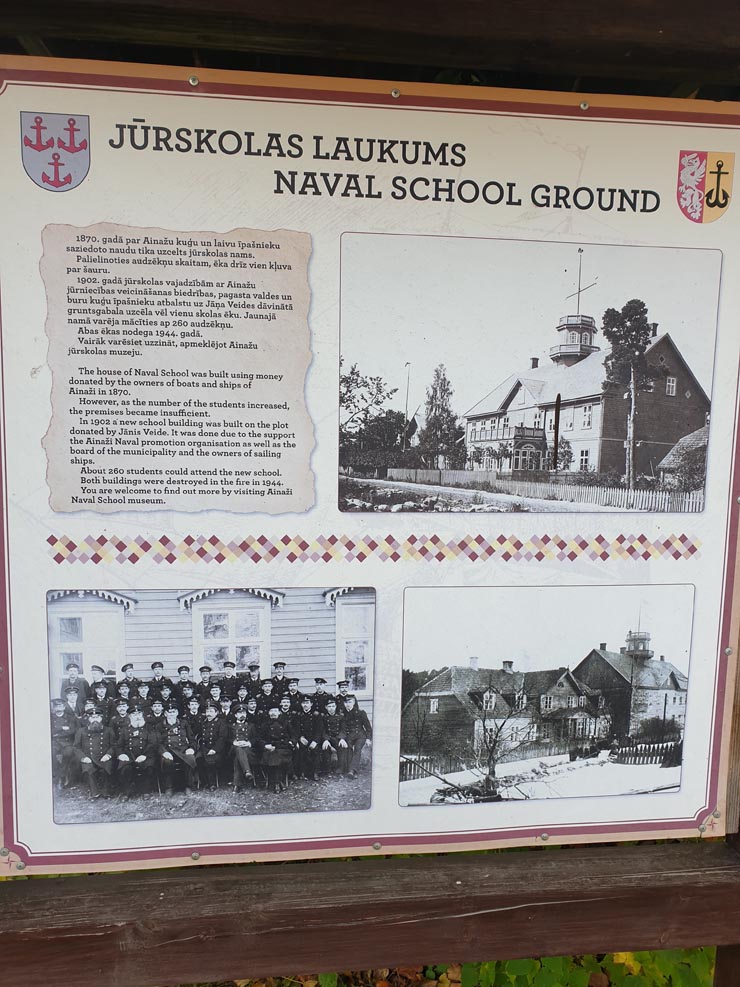 JŪRSKOLAS LAUKUMS
NAVAL SCHOOL GROUND
1870. gadā par Ainažu kuģu un laivu īpašnieku
saziedoto naudu tika uzcelts jūrskolas nams.
Palielinoties audzēkņu skaitam, ēka drīz vien kļuva
par šauru.
1902. gadā jūrskolas vajadzībām ar Ainažu
jūrniecības veicināšanas biedrības, pagasta valdes un
buru kuģu īpašnieku atbalstu uz Jāņa Veides dāvinātā
gruntsgabala uzcēla vēl vienu skolas ēku. Jaunajā
namā varēja mācīties ap 260 audzēkņu.
Abas ēkas nodega 1944. gadā.
Vairāk varēsiet uzzināt, apmeklējot Ainažu
jūrskolas muzeju.
The house of Naval School was built using money
donated by the owners of boats and ships of
Ainaži in 1870.
However, as the number of the students increased,
the premises became insufficient.
In 1902 a new school building was built on the plot
donated by Jānis Veide. It was done due to the support
the Ainaži Naval promotion organisation as well as the
board of the municipality and the owners of sailing
ships.
About 260 students could attend the new school.
Both buildings were destroyed in the fire in 1944.
You are welcome to find out more by visiting Ainaži
Naval School museum.